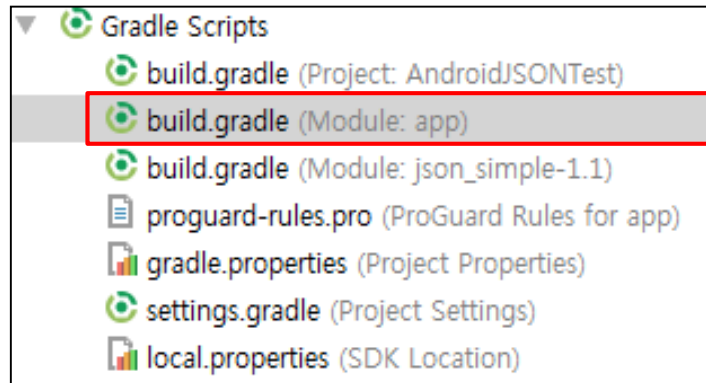 Gradle Scripts
build.gradle (Project: AndroidJSONTest)
build.gradle (Module: app)
build.gradle (Module: json_simple-1.1)
proguard-rules.pro (ProGuard Rules for app)
gradle.properties (Project Properties)
settings.gradle (Project Settings)
local.properties (SDK Location)